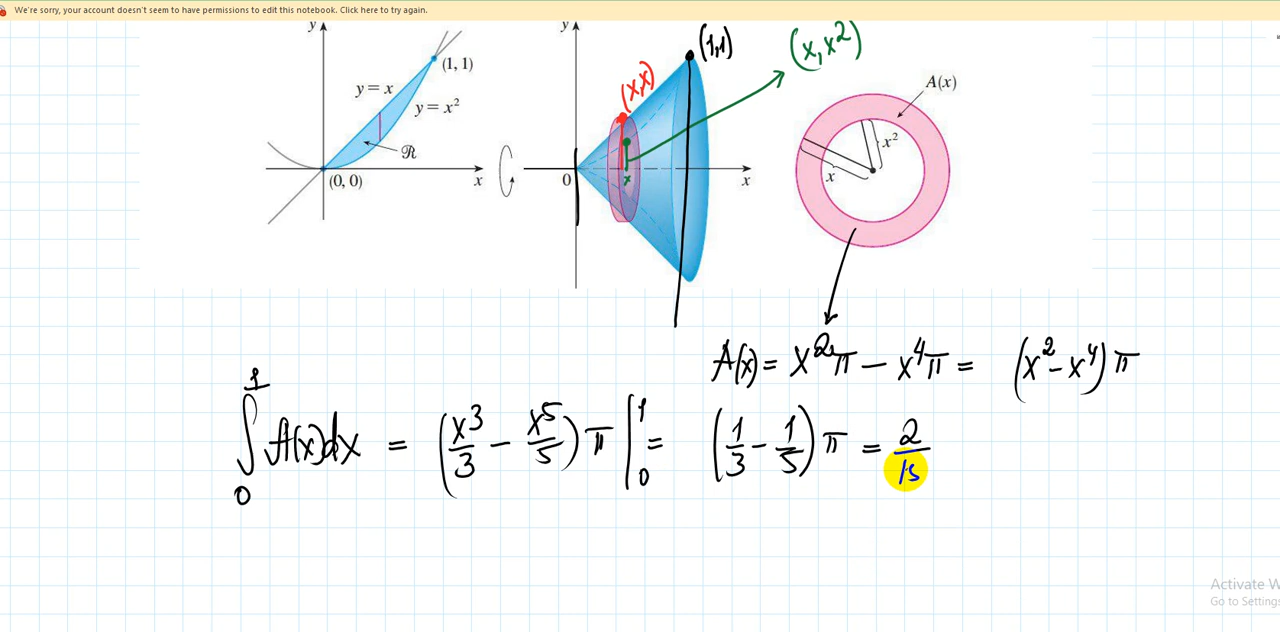 We're sorry, your account doesn't seem to have permissions to edit this notebook. Click here to try again.
y
(1, 1)
y = x
y = x²
ℛ
(0, 0)
x
y
(1,1)
(x,x²)
(x,x)
0
x
x
A(x)
x²
x
A(x) = x²π − x⁴π = (x² − x⁴)π
∫₀¹ A(x)dx = (x³/3 − x⁵/5)π |₀¹ = (1/3 − 1/5)π = 2/15
Activate W
Go to Settings